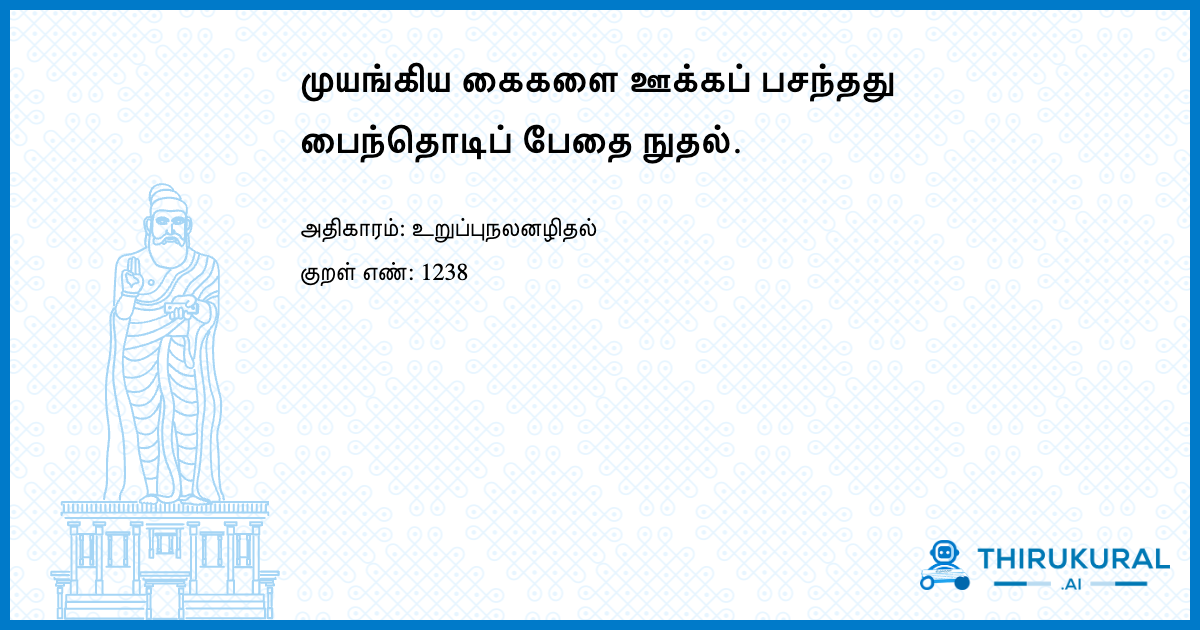 முயங்கிய கைகளை ஊக்கப் பசந்தது
பைந்தொடிப் பேதை நுதல்.
அதிகாரம்: உறுப்புநலனழிதல்
குறள் எண்: 1238
THIRUKURAL
.AI